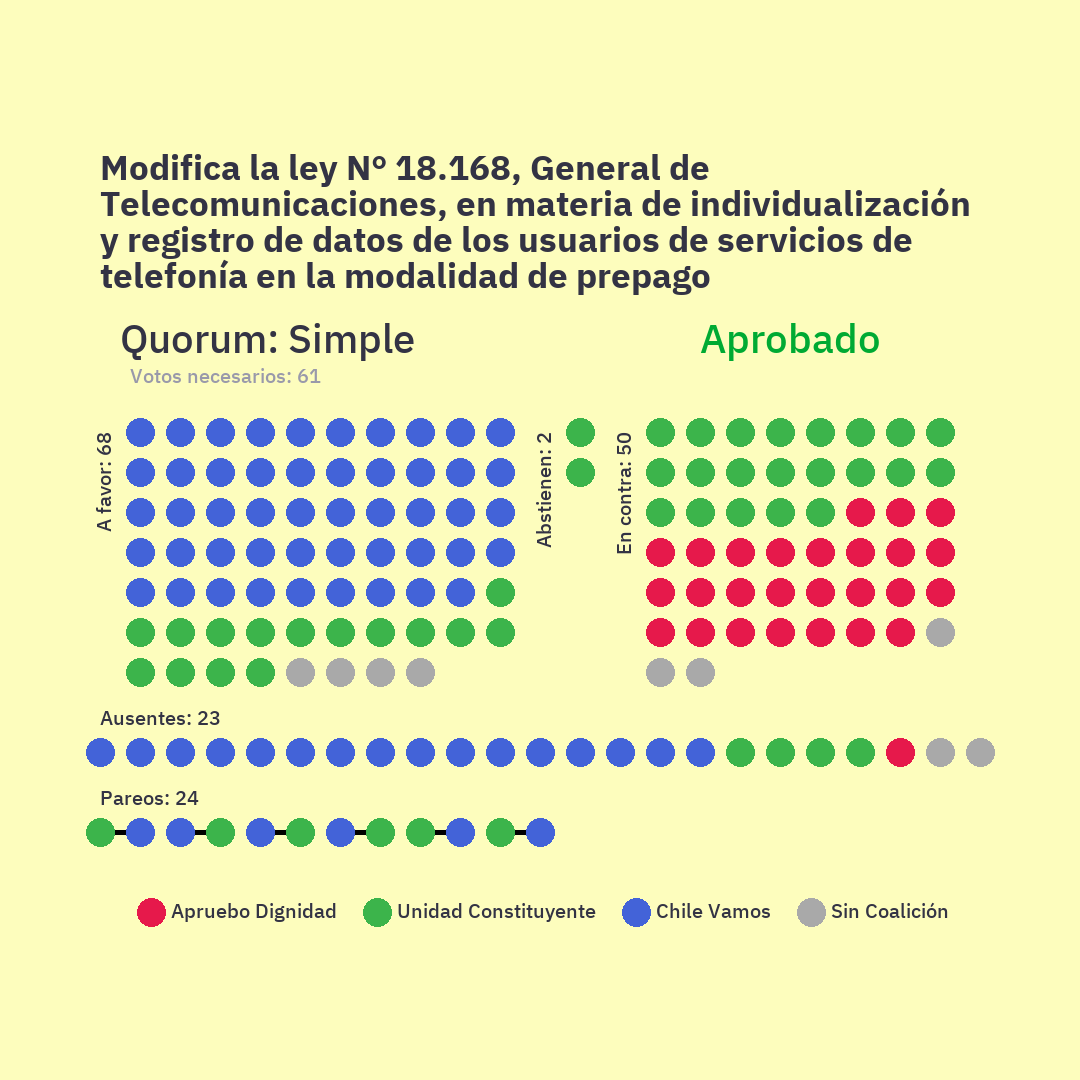 Modifica la ley N° 18.168, General de
Telecomunicaciones, en materia de individualización
y registro de datos de los usuarios de servicios de
telefonía en la modalidad de prepago
Quorum: Simple
Aprobado
Votos necesarios: 61
A favor: 68
Abstienen: 2
En contra: 50
Ausentes: 23
Pareos: 24
Apruebo Dignidad
Unidad Constituyente
Chile Vamos
Sin Coalición